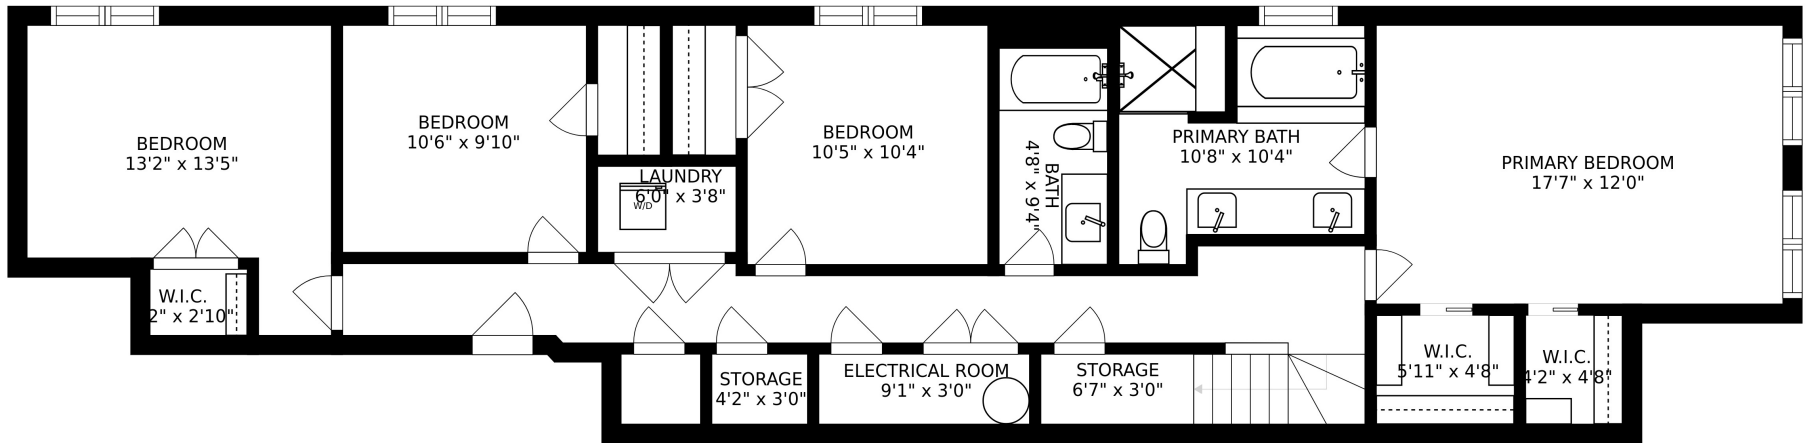 BEDROOM
13'2" x 13'5"
BEDROOM
10'6" x 9'10"
BEDROOM
10'5" x 10'4"
BATH
4'8" x 9'4"
PRIMARY BATH
10'8" x 10'4"
PRIMARY BEDROOM
17'7" x 12'0"
LAUNDRY
6'0" x 3'8"
W/D
W.I.C.
2" x 2'10"
STORAGE
4'2" x 3'0"
ELECTRICAL ROOM
9'1" x 3'0"
STORAGE
6'7" x 3'0"
W.I.C.
5'11" x 4'8"
W.I.C.
4'2" x 4'8"